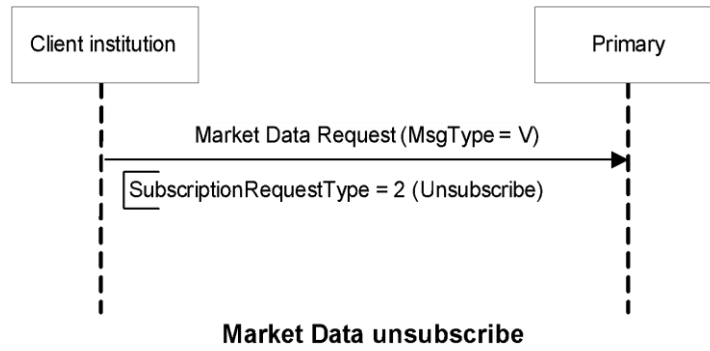 Client institution
Primary
Market Data Request (MsgType = V)
SubscriptionRequestType = 2 (Unsubscribe)
Market Data unsubscribe